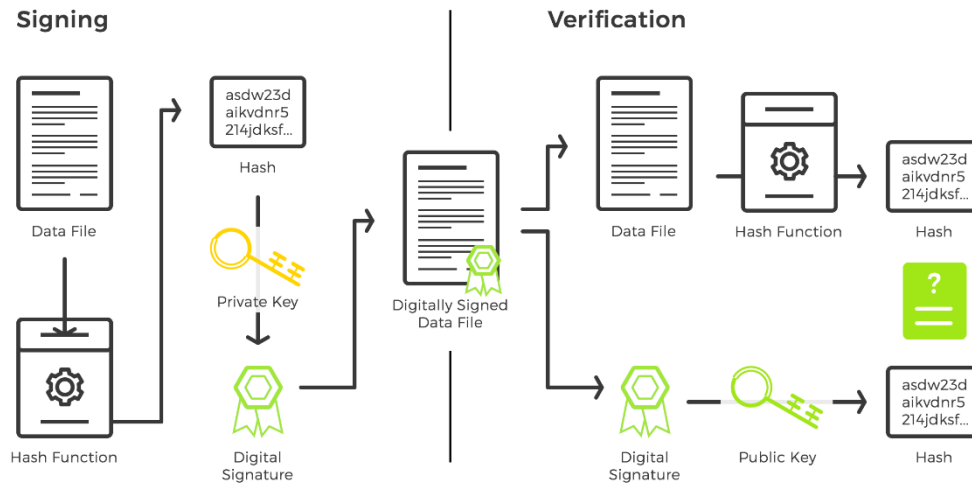 Signing
Data File
Hash Function
asdw23d
aikvdnr5
214jdksf...
Hash
Private Key
Digital
Signature
Digitally Signed
Data File
Verification
Data File
Hash Function
asdw23d
aikvdnr5
214jdksf...
Hash
?
Digital
Signature
Public Key
asdw23d
aikvdnr5
214jdksf...
Hash